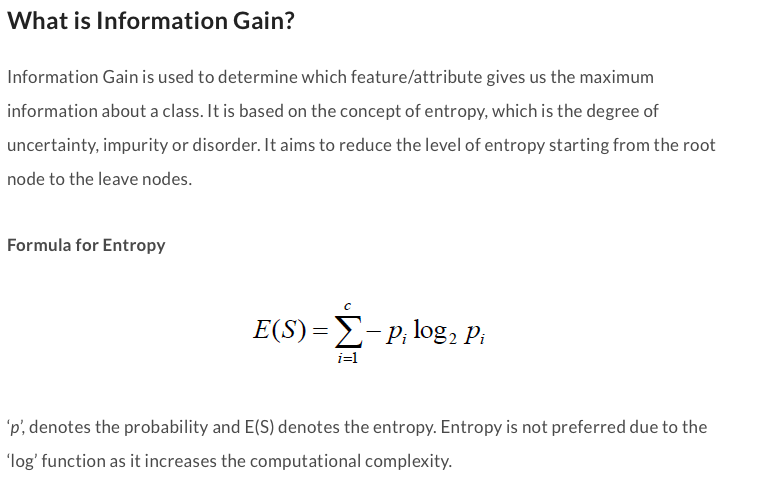 What is Information Gain?
Information Gain is used to determine which feature/attribute gives us the maximum
information about a class. It is based on the concept of entropy, which is the degree of
uncertainty, impurity or disorder. It aims to reduce the level of entropy starting from the root
node to the leave nodes.
Formula for Entropy
E(S) = ∑_{i=1}^{c} − p_i log_2 p_i
'p', denotes the probability and E(S) denotes the entropy. Entropy is not preferred due to the
'log' function as it increases the computational complexity.